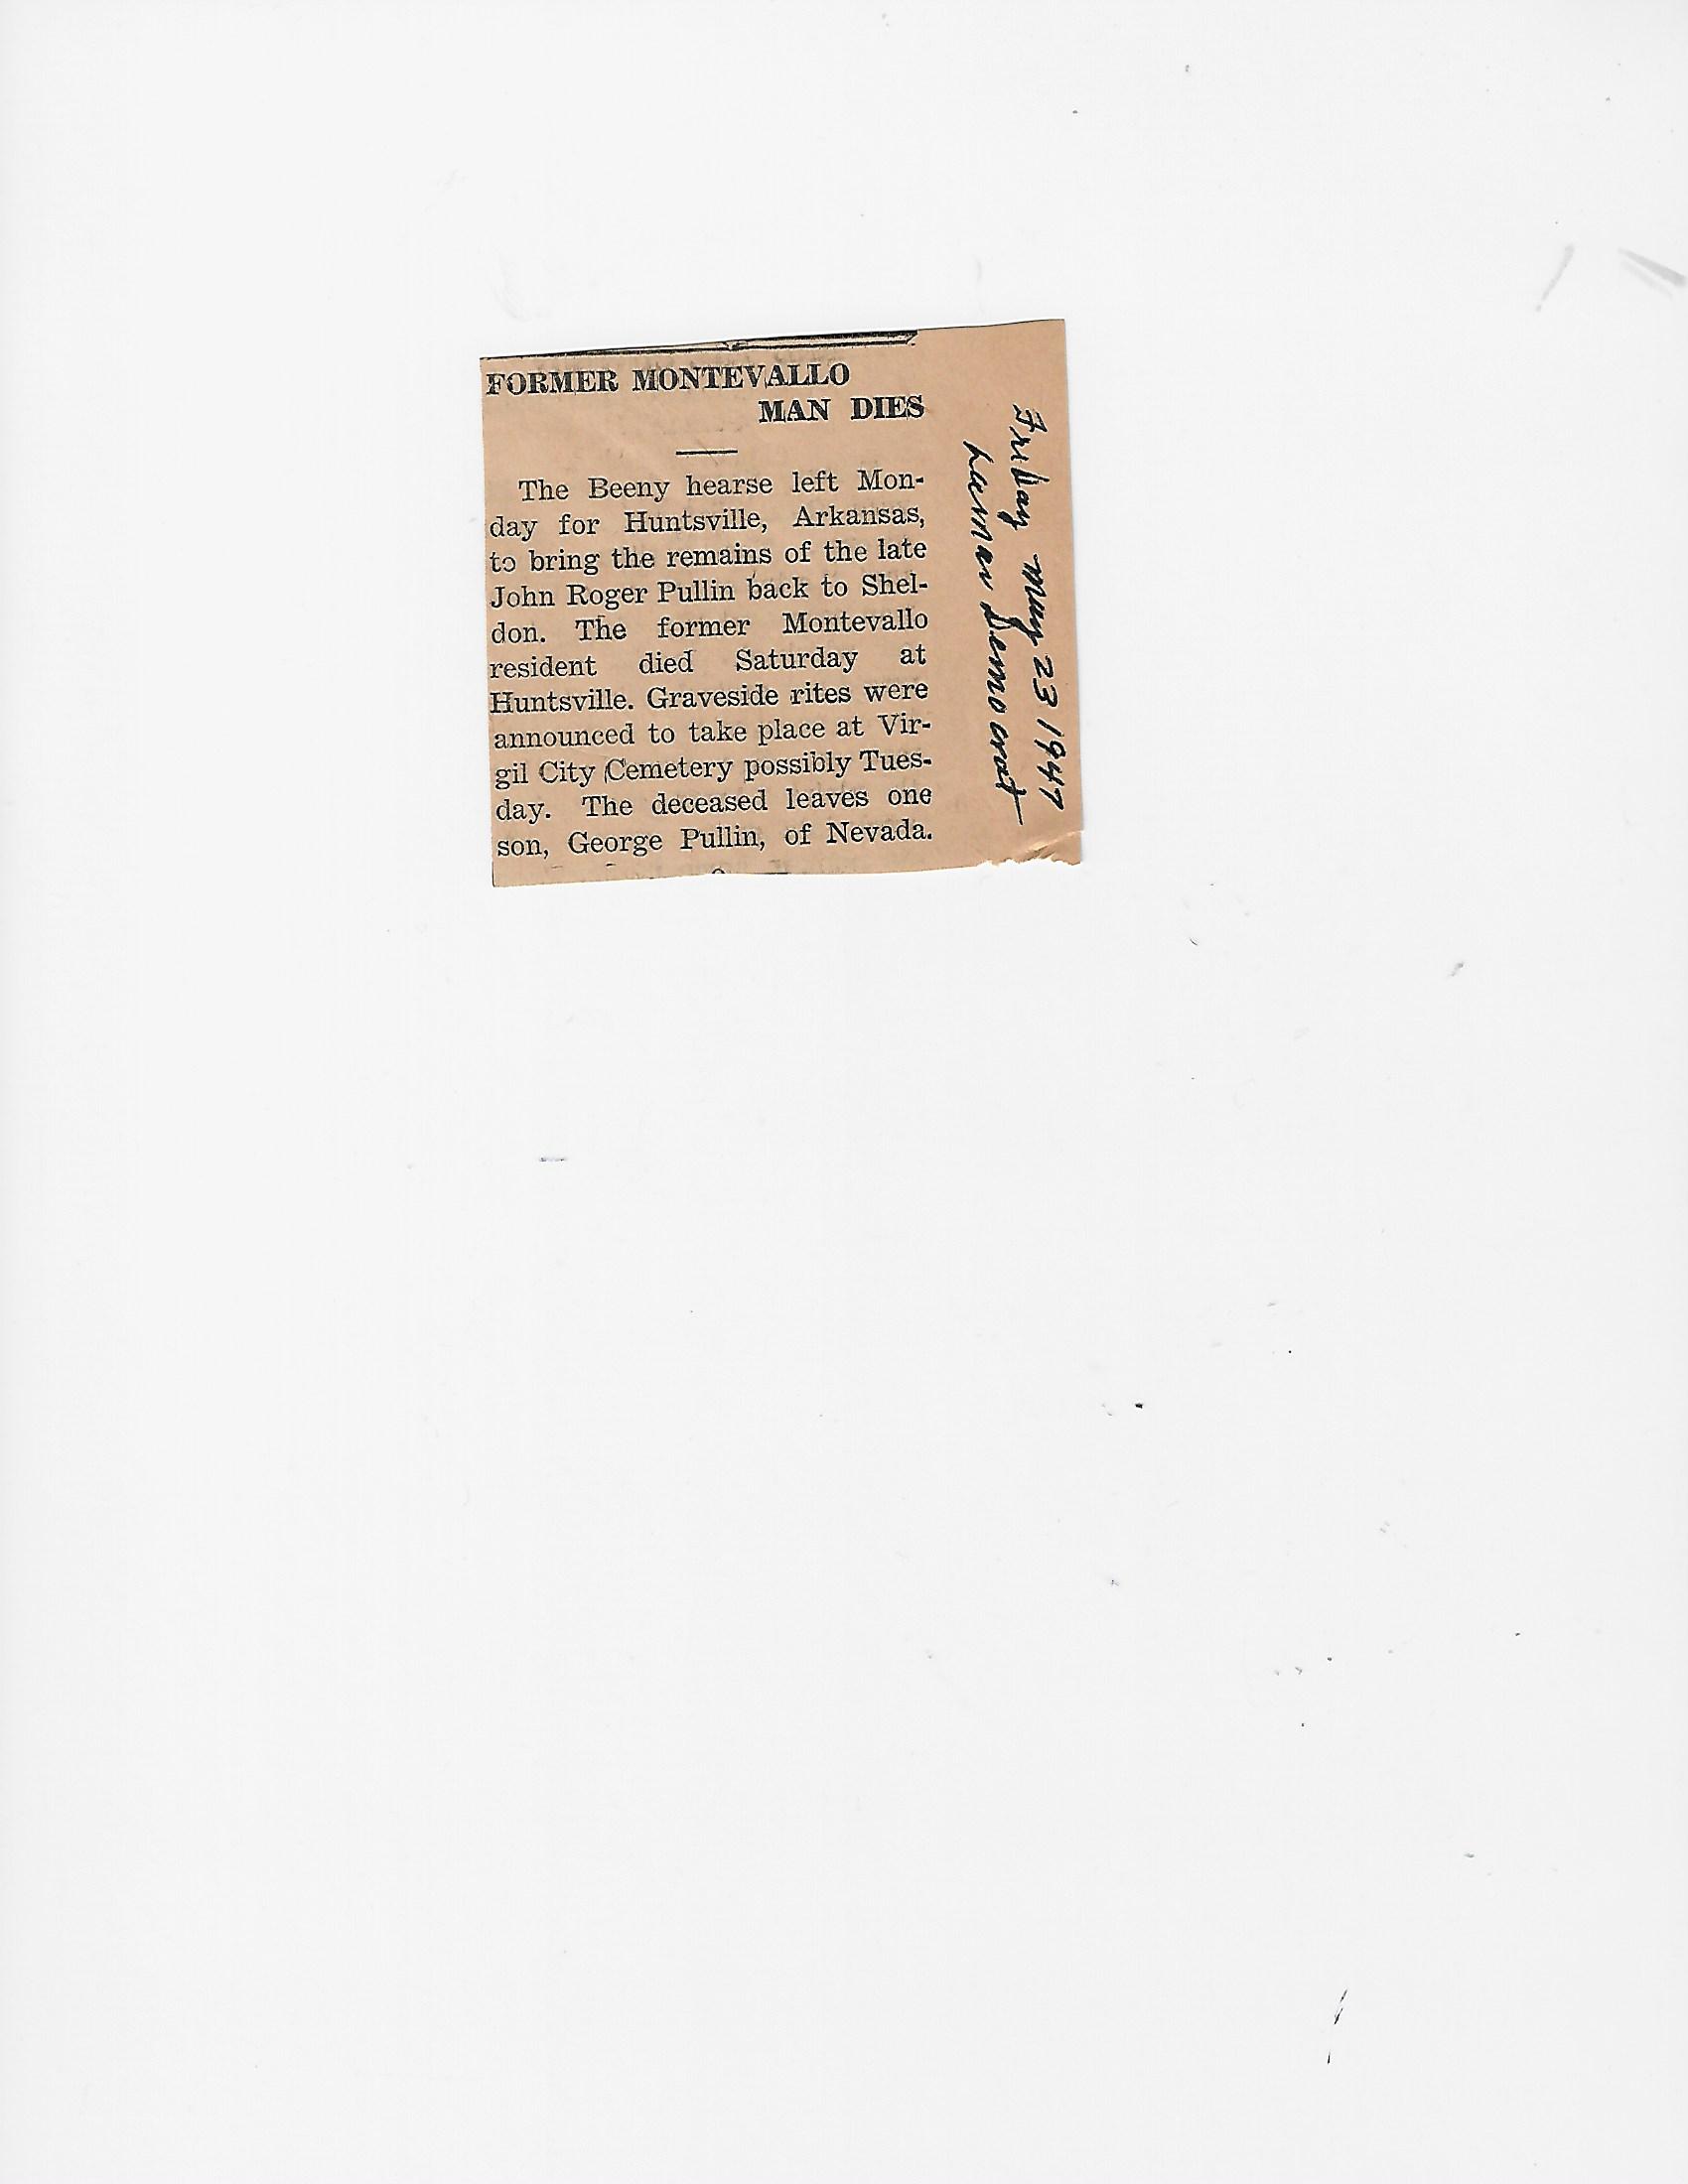 FORMER MONTEVALLO
MAN DIES
The Beeny hearse left Mon-
day for Huntsville, Arkansas,
to bring the remains of the late
John Roger Pullin back to Shel-
don. The former Montevallo
resident died Saturday at
Huntsville. Graveside rites were
announced to take place at Vir-
gil City Cemetery possibly Tues-
day. The deceased leaves one
son, George Pullin, of Nevada.
Friday May 23 1947
Lamar Democrat